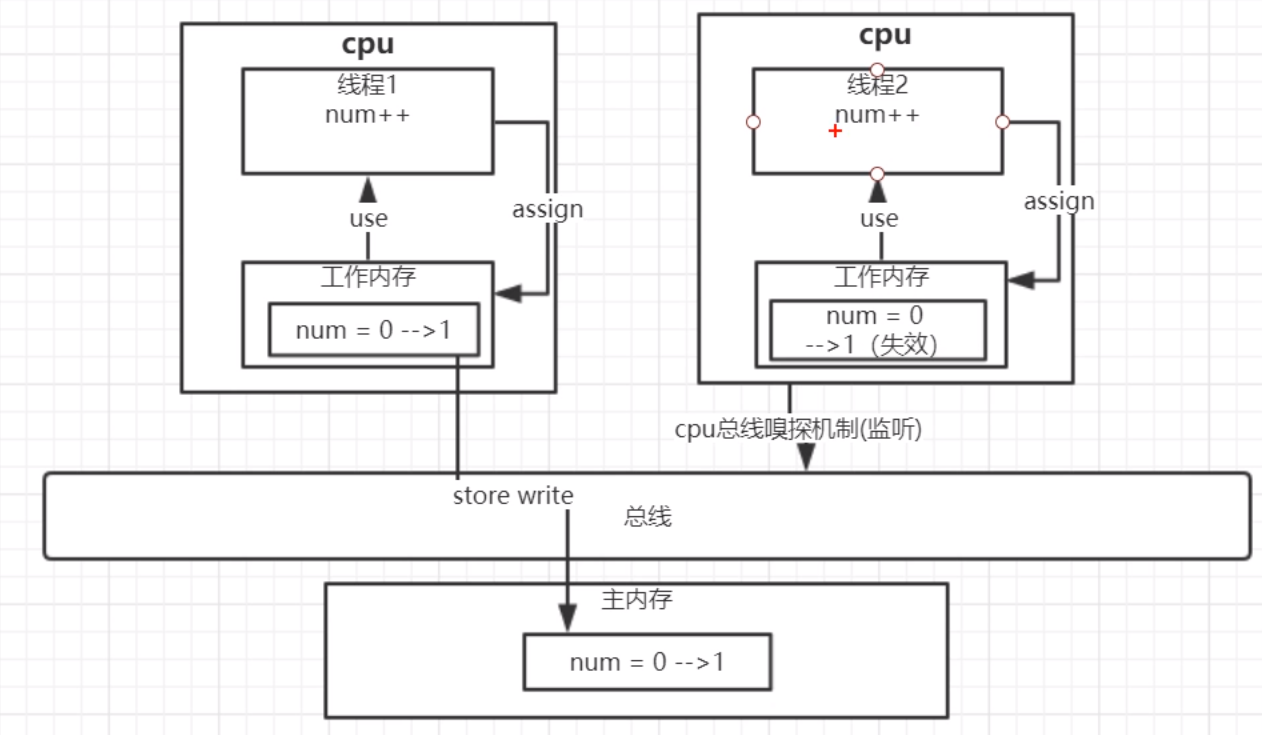 cpu
线程1
num++
use
assign
工作内存
num = 0 -->1
cpu
线程2
num++
use
assign
工作内存
num = 0
-->1（失效）
cpu总线嗅探机制(监听)
store write
总线
主内存
num = 0 -->1